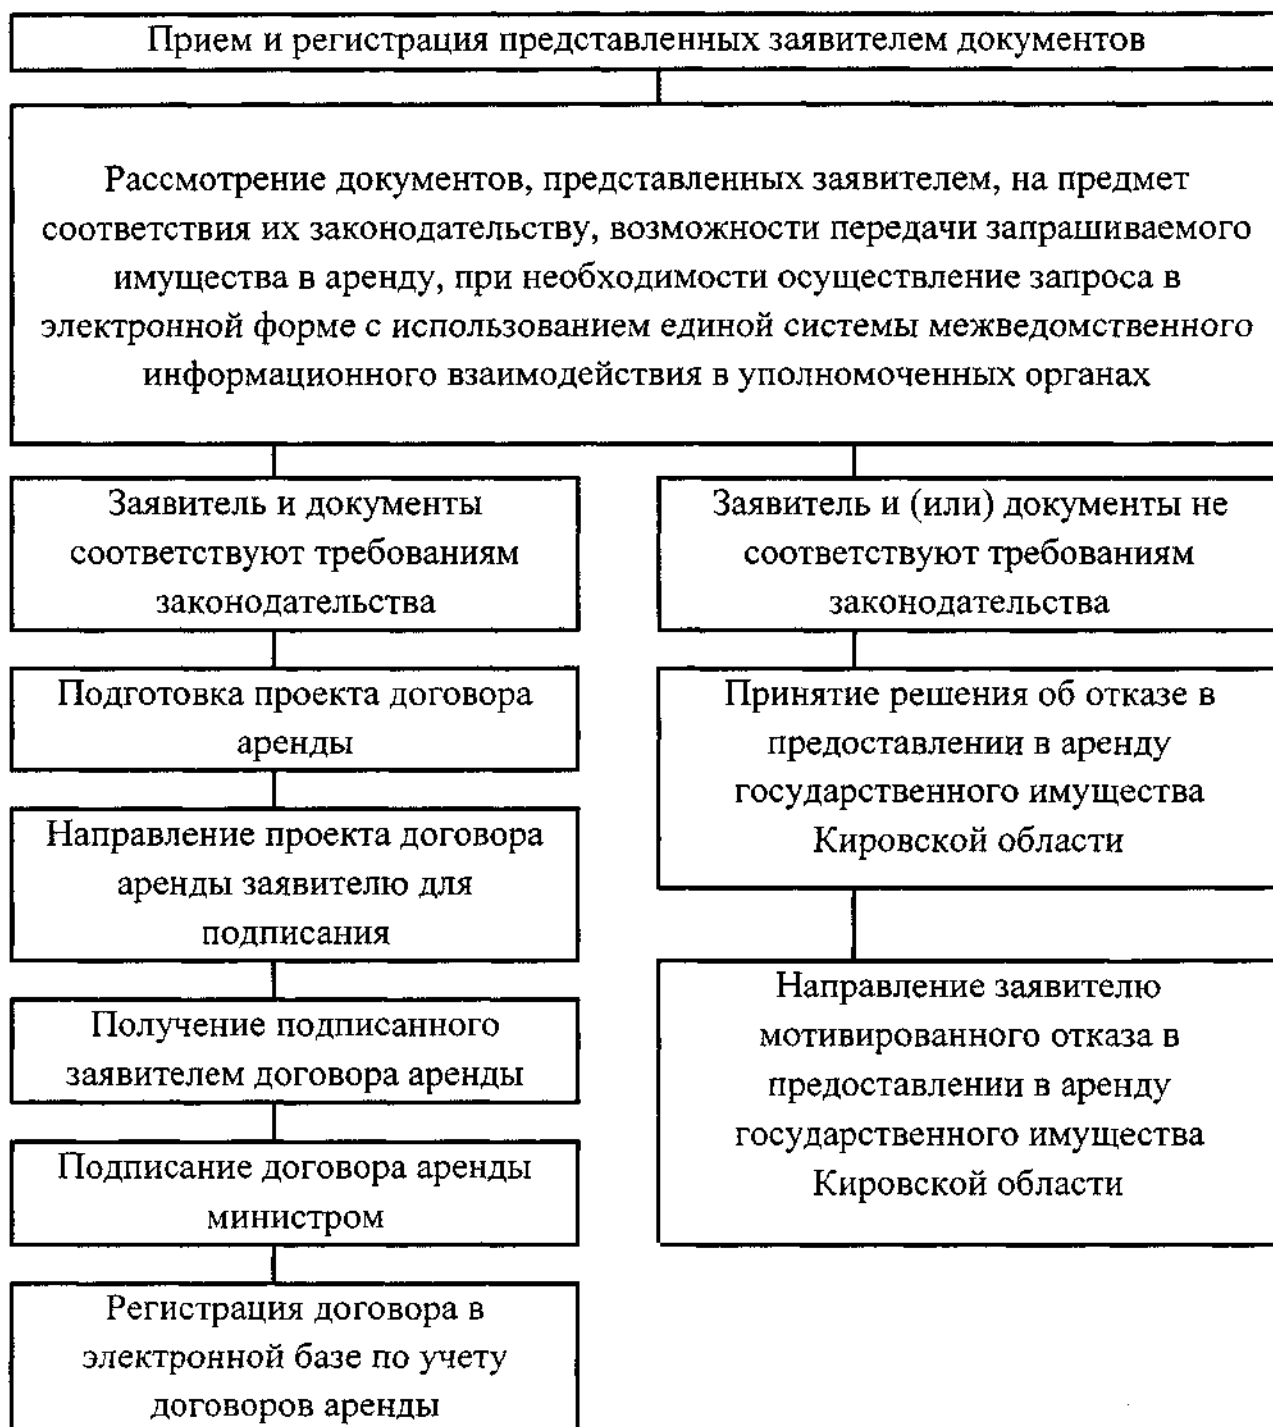 Прием и регистрация представленных заявителем документов
Рассмотрение документов, представленных заявителем, на предмет
соответствия их законодательству, возможности передачи запрашиваемого
имущества в аренду, при необходимости осуществление запроса в
электронной форме с использованием единой системы межведомственного
информационного взаимодействия в уполномоченных органах
Заявитель и документы
соответствуют требованиям
законодательства
Подготовка проекта договора
аренды
Направление проекта договора
аренды заявителю для
подписания
Получение подписанного
заявителем договора аренды
Подписание договора аренды
министром
Регистрация договора в
электронной базе по учету
договоров аренды
Заявитель и (или) документы не
соответствуют требованиям
законодательства
Принятие решения об отказе в
предоставлении в аренду
государственного имущества
Кировской области
Направление заявителю
мотивированного отказа в
предоставлении в аренду
государственного имущества
Кировской области